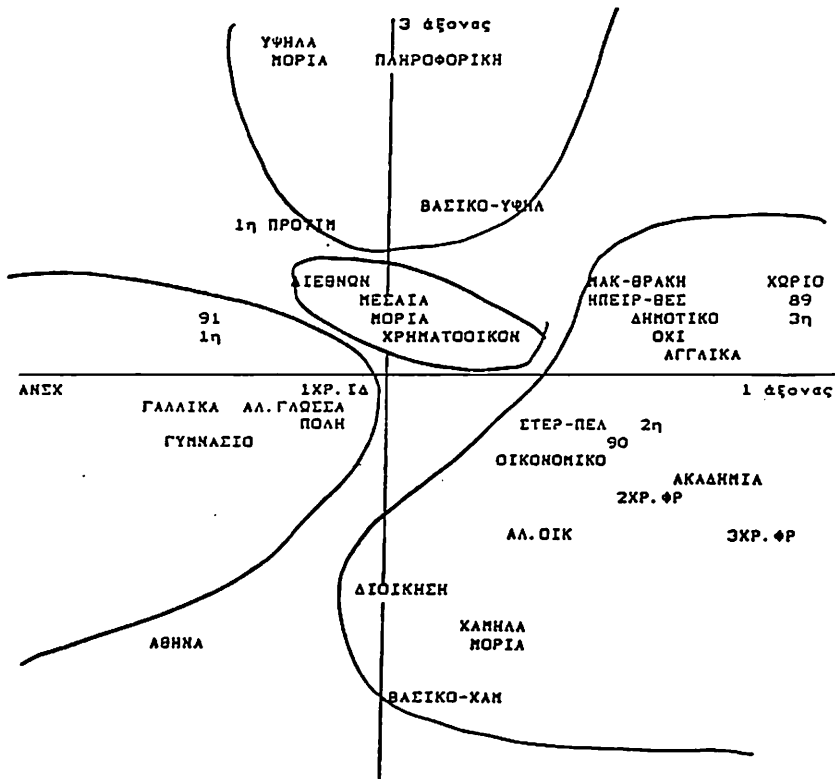 3 άξονας
ΥΨΗΛΑ
ΜΟΡΙΑ ΠΛΗΡΟΦΟΡΙΚΗ
ΒΑΣΙΚΟ-ΥΨΗΛ
1η ΠΡΟΤΙΜ
ΔΙΕΘΝΩΝ ΜΑΚ-ΘΡΑΚΗ ΧΩΡΙΟ
ΜΕΣΑΙΑ ΗΠΕΙΡ-ΘΕΣ 89
91 ΜΟΡΙΑ ΔΗΜΟΤΙΚΟ 3η
1η ΧΡΗΜΑΤΟΟΙΚΟΝ ΟΧΙ
ΑΓΓΛΙΚΑ
ΑΝΣΧ 1ΧΡ.ΙΔ 1 άξονας
ΓΑΛΛΙΚΑ ΑΛ.ΓΛΩΣΣΑ
ΠΟΛΗ ΣΤΕΡ-ΠΕΛ 2η
ΓΥΜΝΑΣΙΟ 90
ΟΙΚΟΝΟΜΙΚΟ
ΑΚΑΔΗΜΙΑ
2ΧΡ.ΦΡ
ΑΛ.ΟΙΚ 3ΧΡ.ΦΡ
ΔΙΟΙΚΗΣΗ
ΧΑΜΗΛΑ
ΑΘΗΝΑ ΜΟΡΙΑ
ΒΑΣΙΚΟ-ΧΑΜ